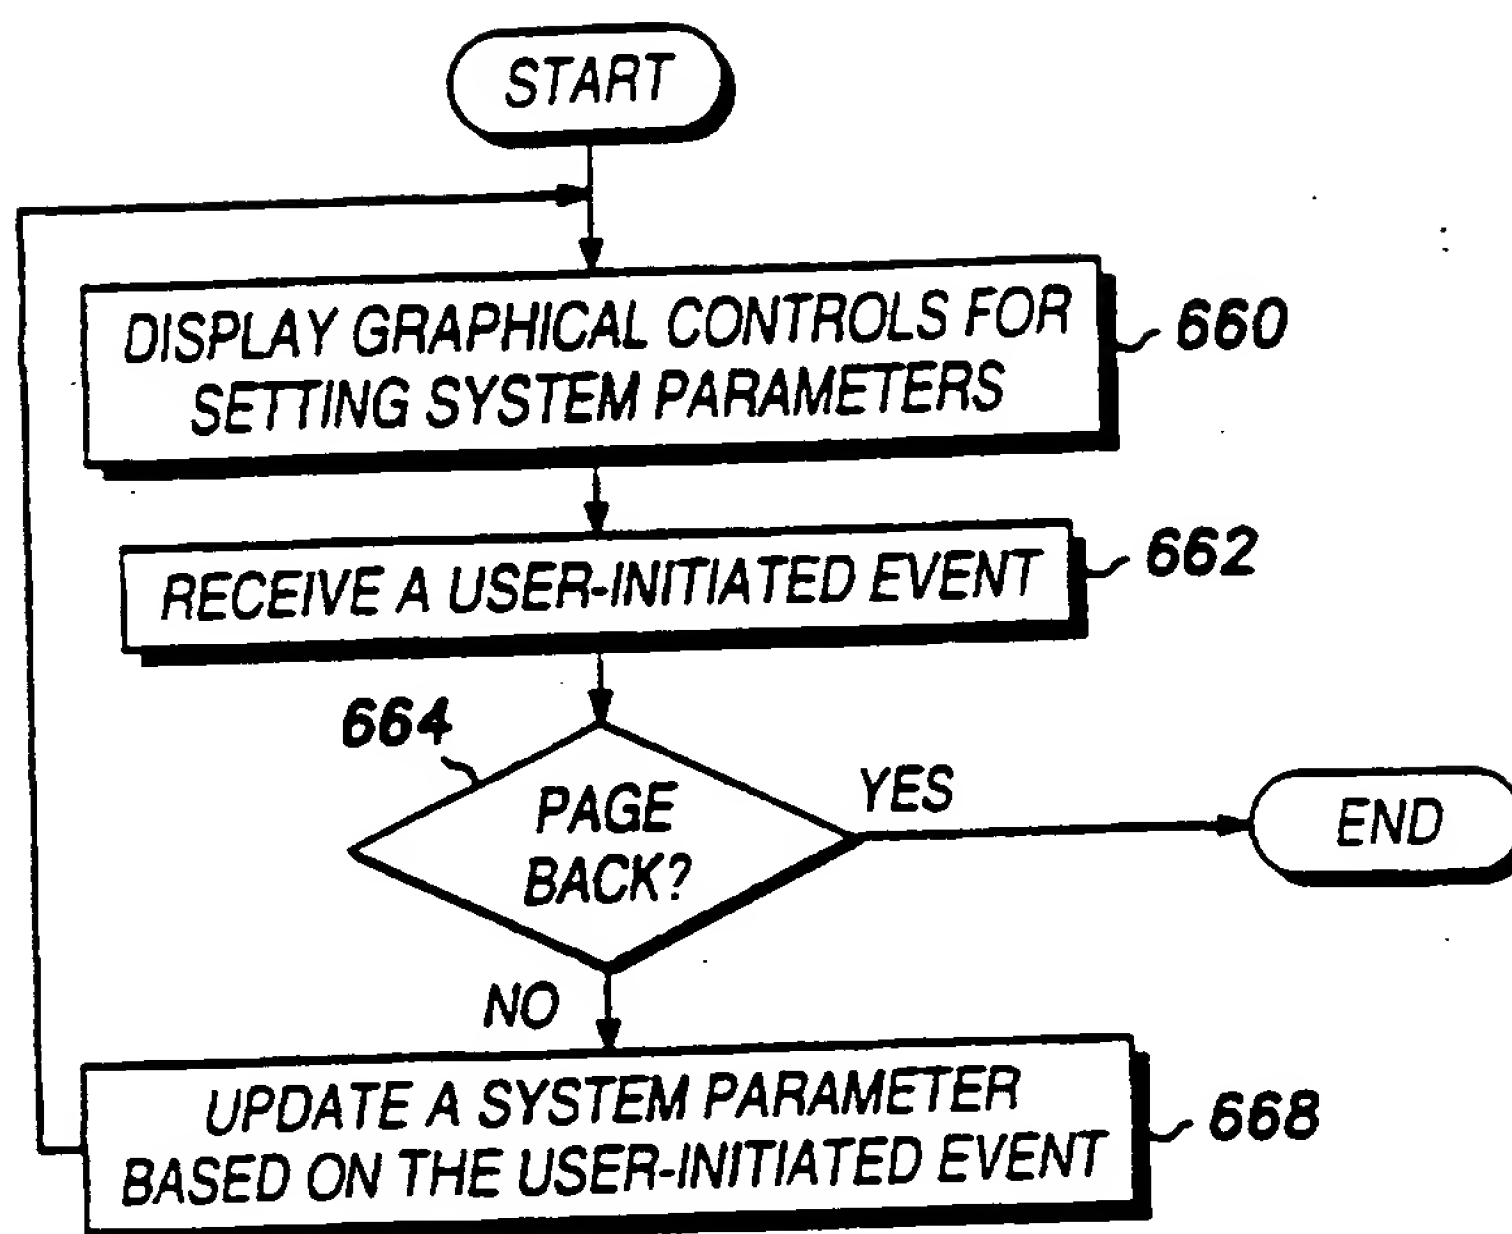 START
DISPLAY GRAPHICAL CONTROLS FOR
SETTING SYSTEM PARAMETERS
660
RECEIVE A USER-INITIATED EVENT
662
664
PAGE
BACK?
YES
END
NO
UPDATE A SYSTEM PARAMETER
BASED ON THE USER-INITIATED EVENT
668